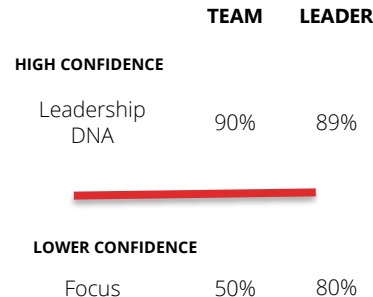 TEAM LEADER
HIGH CONFIDENCE
Leadership
DNA 90% 89%
LOWER CONFIDENCE
Focus 50% 80%